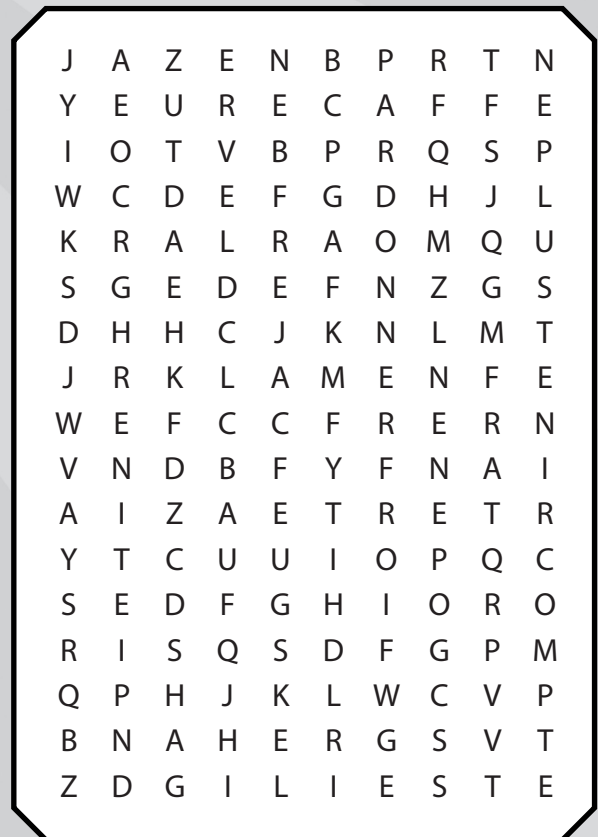 J A Z E N B P R T N
Y E U R E C A F F E
I O T V B P R Q S P
W C D E F G D H J L
K R A L R A O M Q U
S G E D E F N Z G S
D H H C J K N L M T
J R K L A M E N F E
W E F C C F R E R N
V N D B F Y F N A I
A I Z A E T R E T R
Y T C U U I O P Q C
S E D F G H I O R O
R I S Q S D F G P M
Q P H J K L W C V P
B N A H E R G S V T
Z D G I L I E S T E